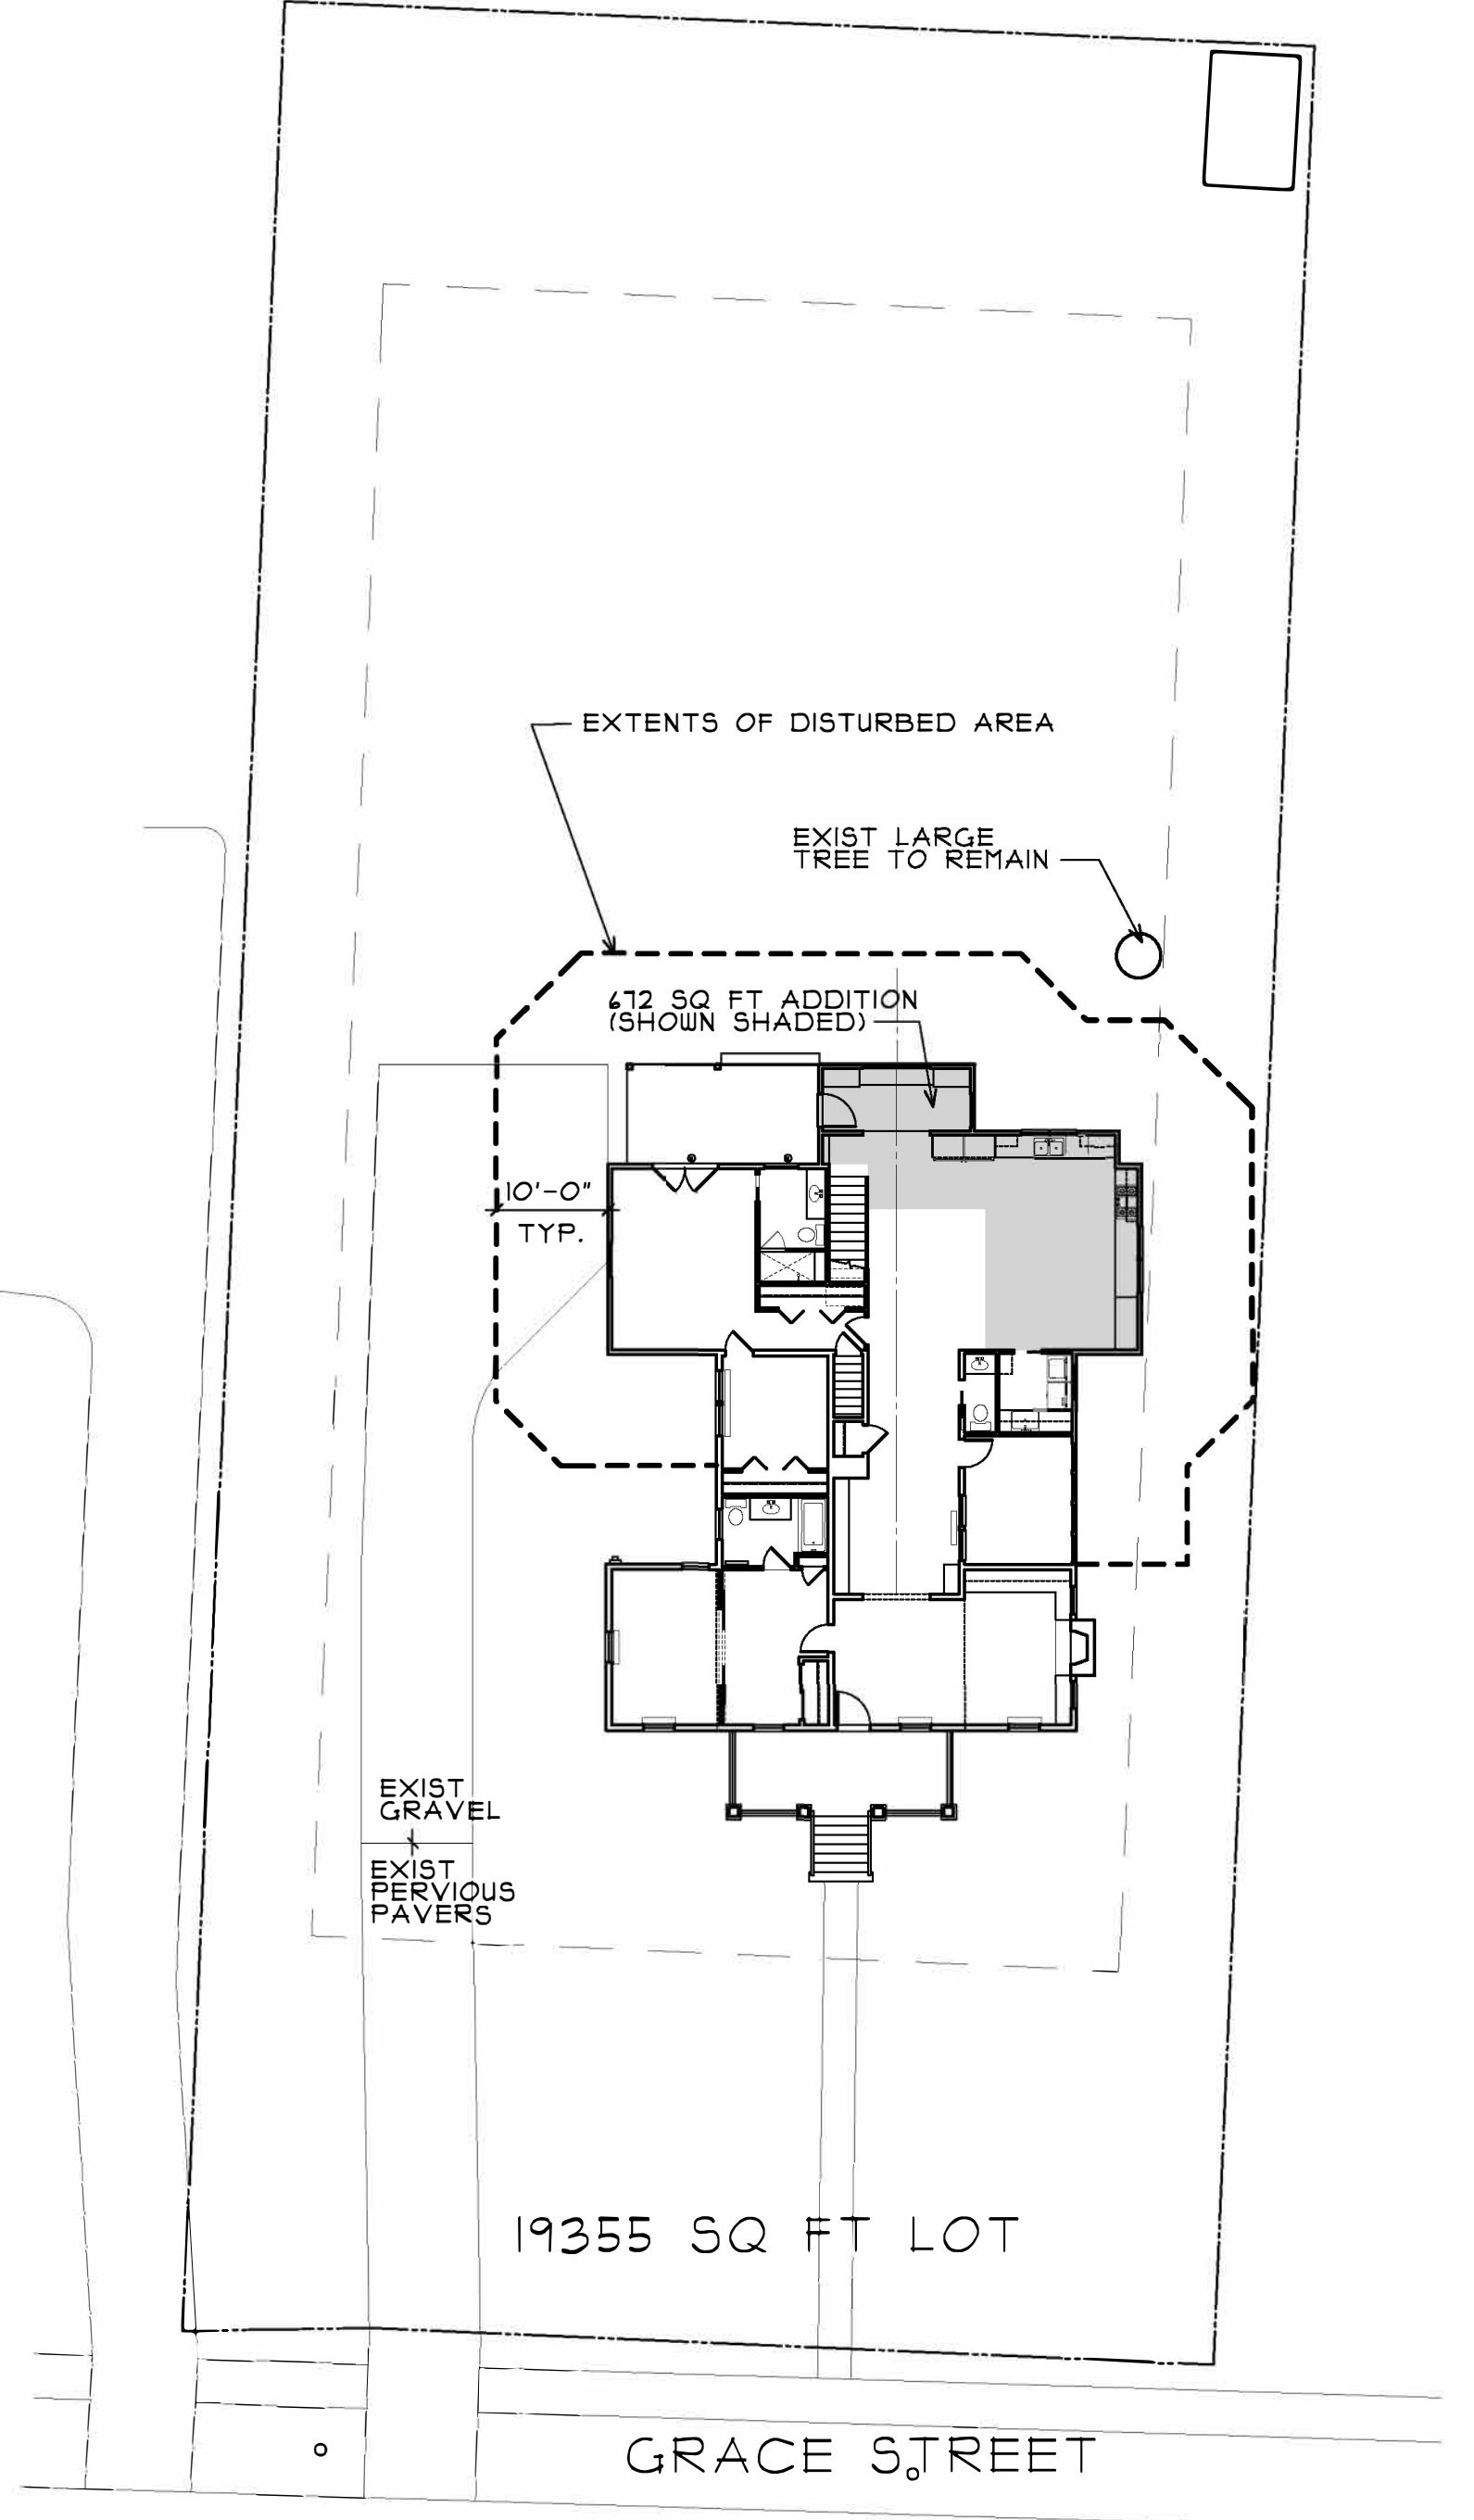 EXTENTS OF DISTURBED AREA
EXIST LARGE
TREE TO REMAIN
672 SQ FT ADDITION
(SHOWN SHADED)
10'-0"
TYP.
EXIST
GRAVEL
EXIST
PERVIOUS
PAVERS
19355 SQ FT LOT
GRACE STREET